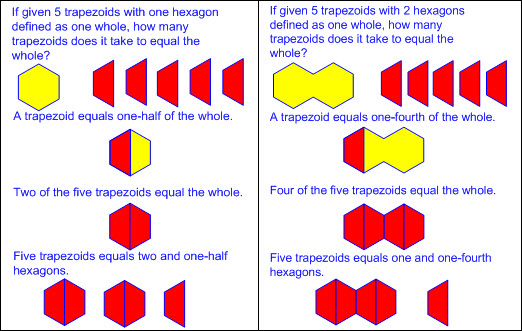 If given 5 trapezoids with one hexagon
defined as one whole, how many
trapezoids does it take to equal the
whole?
A trapezoid equals one-half of the whole.
Two of the five trapezoids equal the whole.
Five trapezoids equals two and one-half
hexagons.
If given 5 trapezoids with 2 hexagons
defined as one whole, how many
trapezoids does it take to equal the
whole?
A trapezoid equals one-fourth of the whole.
Four of the five trapezoids equal the whole.
Five trapezoids equals one and one-fourth
hexagons.